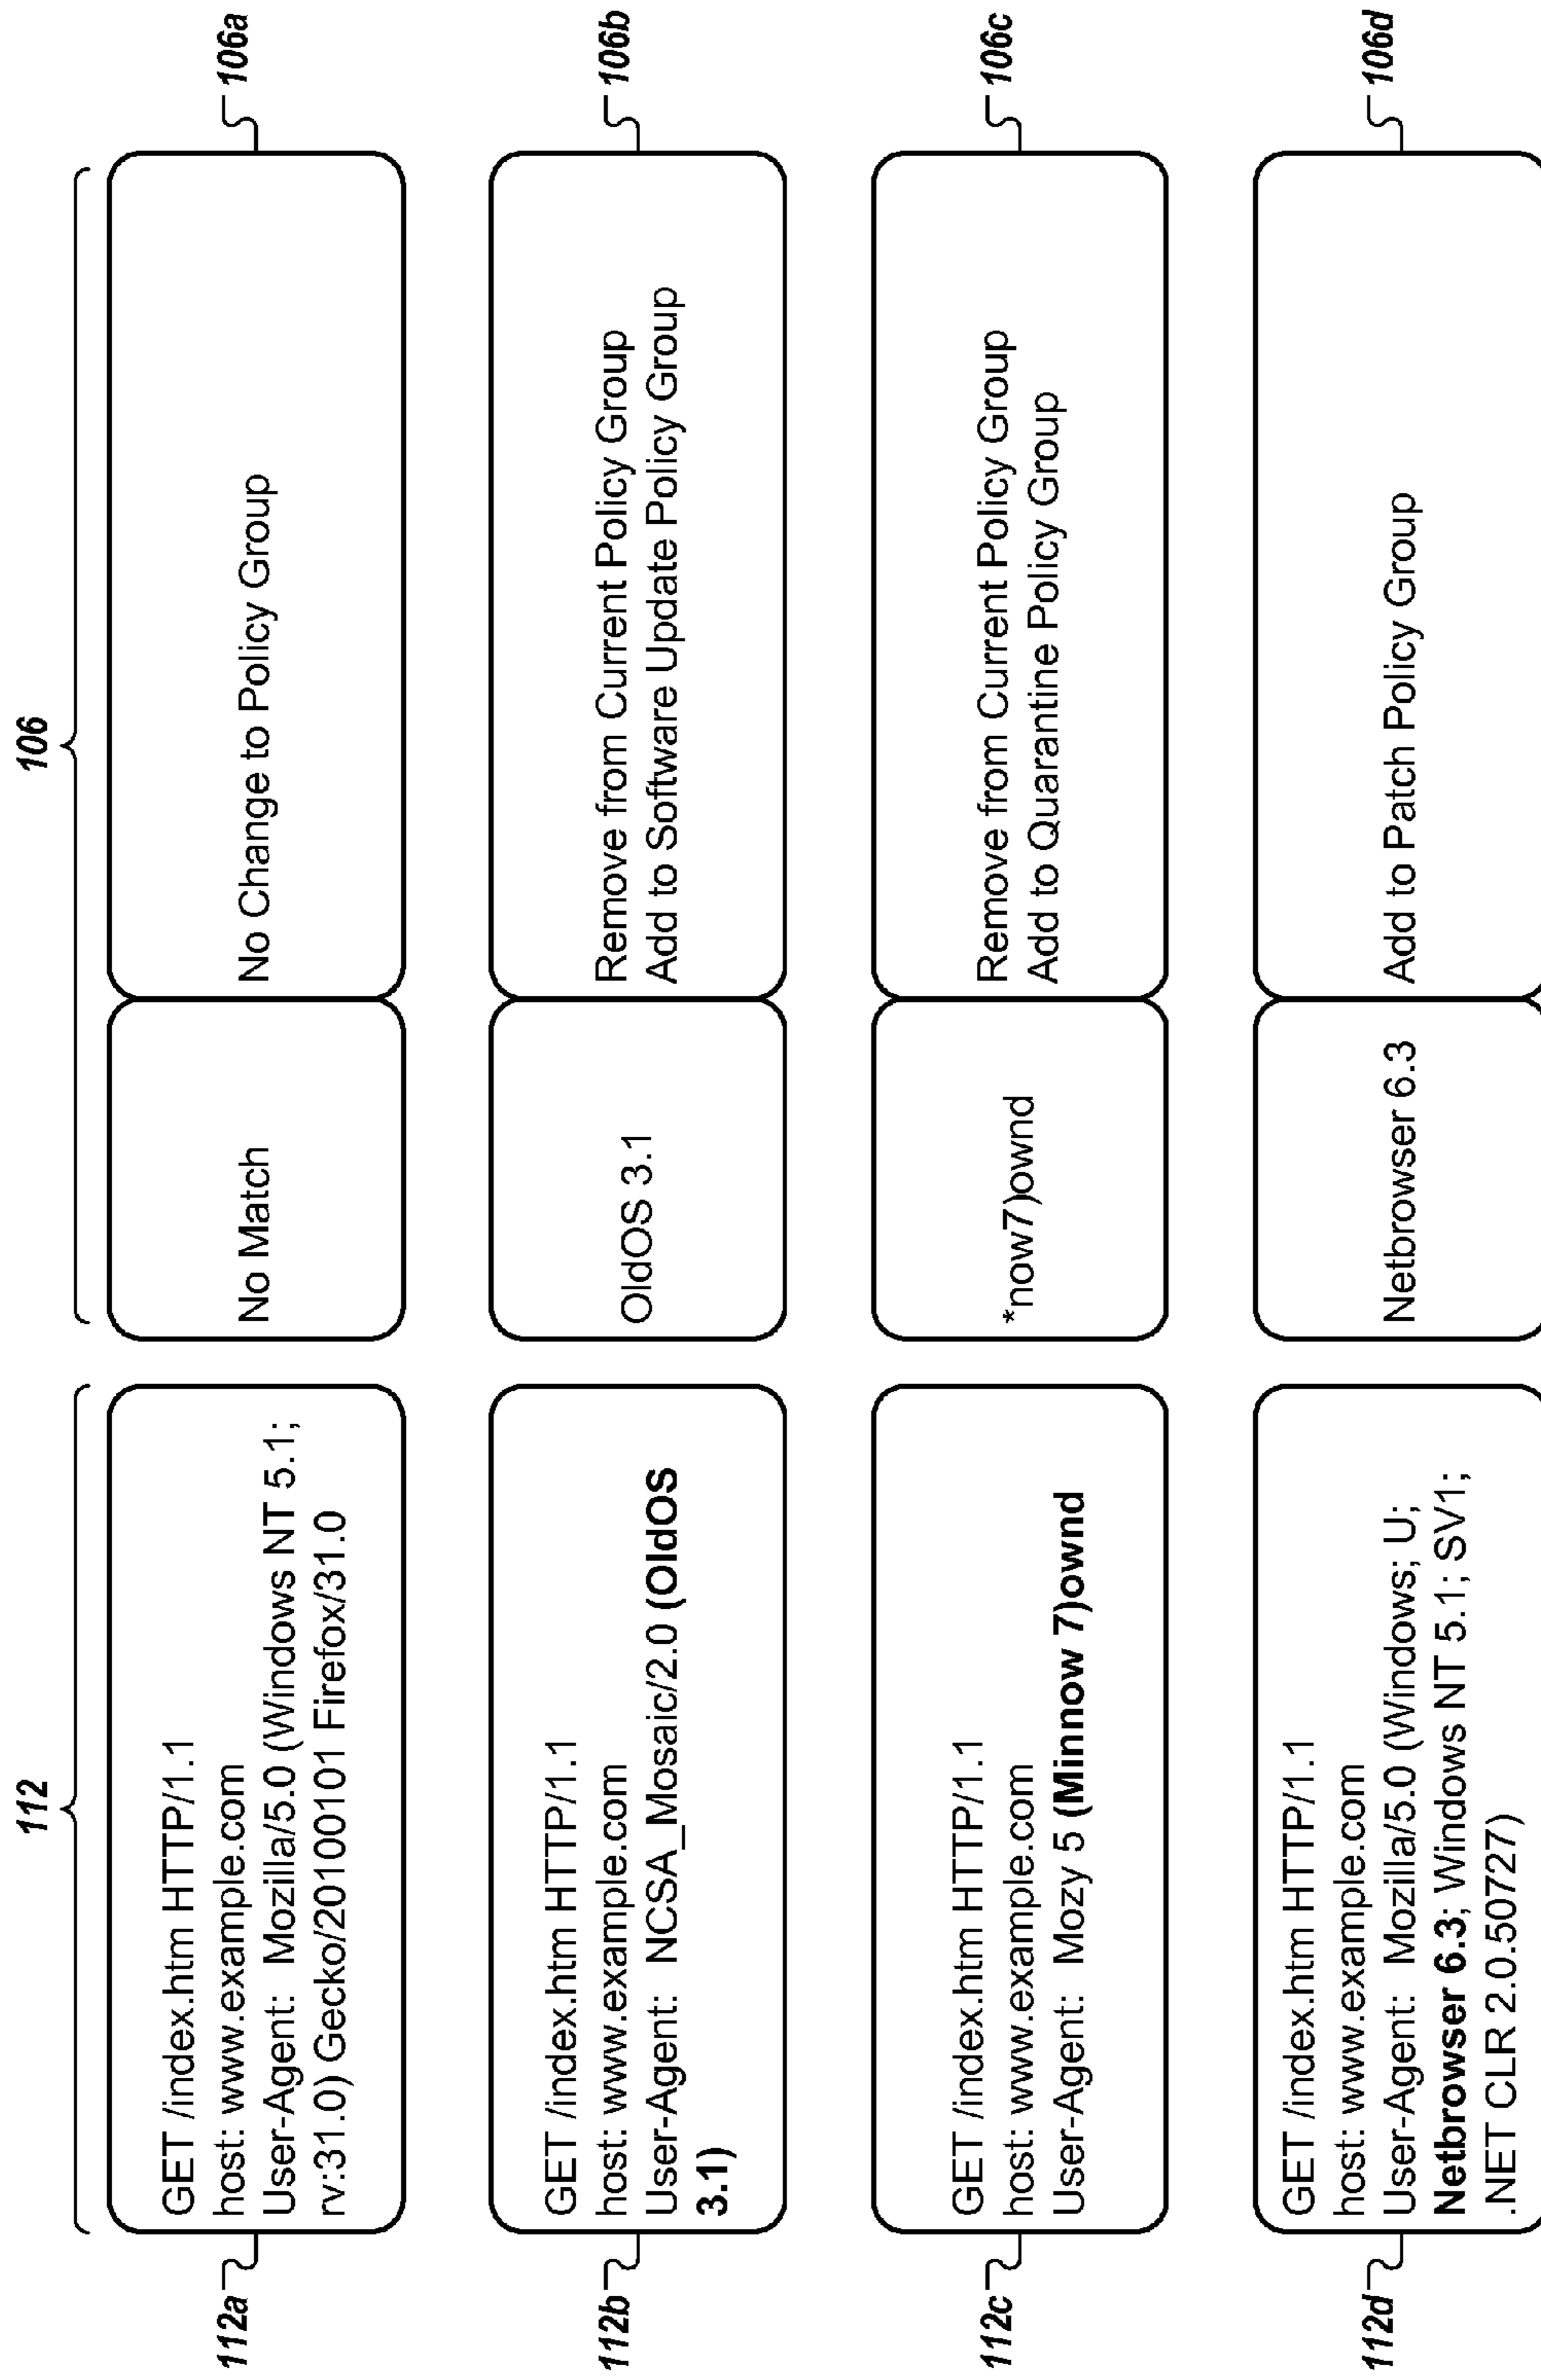 112
106
112a
GET /index.htm HTTP/1.1
host: www.example.com
User-Agent: Mozilla/5.0 (Windows NT 5.1;
rv:31.0) Gecko/20100101 Firefox/31.0
No Match
No Change to Policy Group
106a
112b
GET /index.htm HTTP/1.1
host: www.example.com
User-Agent: NCSA_Mosaic/2.0 (OldOS
3.1)
OldOS 3.1
Remove from Current Policy Group
Add to Software Update Policy Group
106b
112c
GET /index.htm HTTP/1.1
host: www.example.com
User-Agent: Mozy 5 (Minnow 7)ownd
*now7)ownd
Remove from Current Policy Group
Add to Quarantine Policy Group
106c
112d
GET /index.htm HTTP/1.1
host: www.example.com
User-Agent: Mozilla/5.0 (Windows; U;
Netbrowser 6.3; Windows NT 5.1; SV1;
.NET CLR 2.0.50727)
Netbrowser 6.3
Add to Patch Policy Group
106d